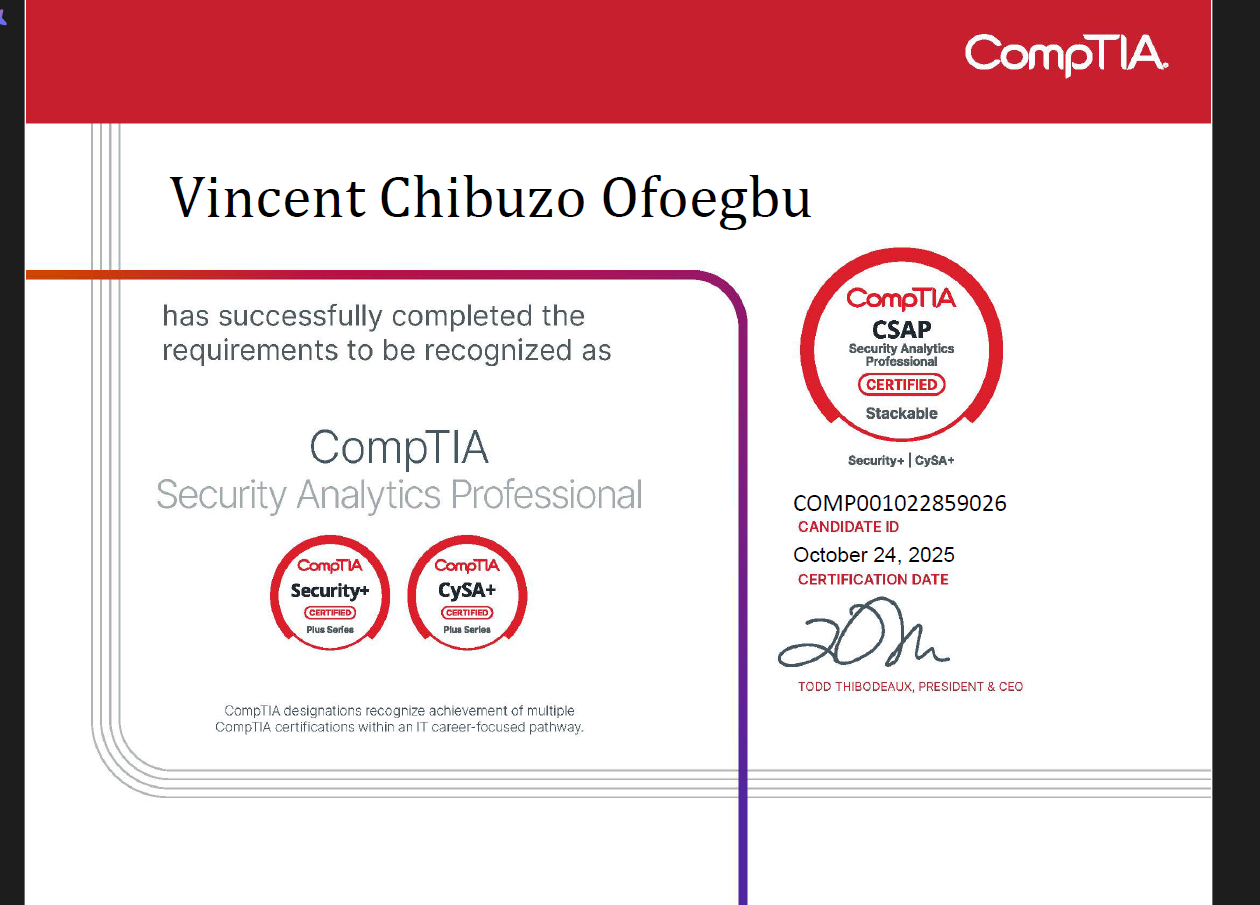 CompTIA.
Vincent Chibuzo Ofoegbu
has successfully completed the
requirements to be recognized as
CompTIA
Security Analytics Professional
CompTIA
Security+
CERTIFIED
Plus Series
CompTIA
CySA+
CERTIFIED
Plus Series
CompTIA designations recognize achievement of multiple
CompTIA certifications within an IT career-focused pathway.
CompTIA
CSAP
Security Analytics
Professional
CERTIFIED
Stackable
Security+ | CySA+
COMP001022859026
CANDIDATE ID
October 24, 2025
CERTIFICATION DATE
TODD THIBODEAUX, PRESIDENT & CEO